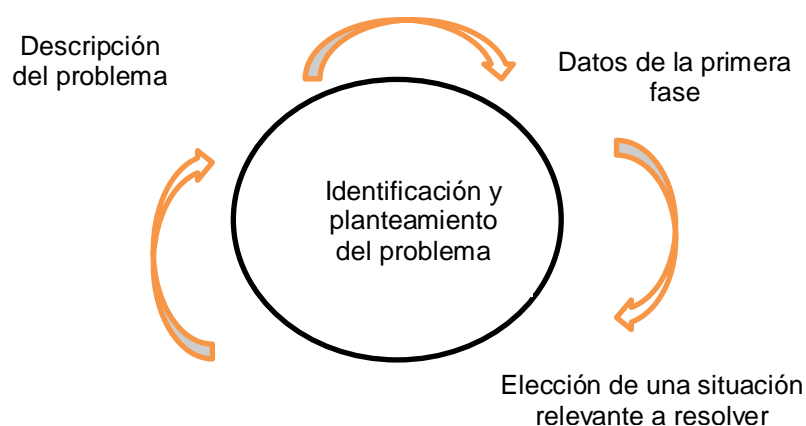 Descripción
del problema
Datos de la primera
fase
Identificación y
planteamiento
del problema
Elección de una situación
relevante a resolver